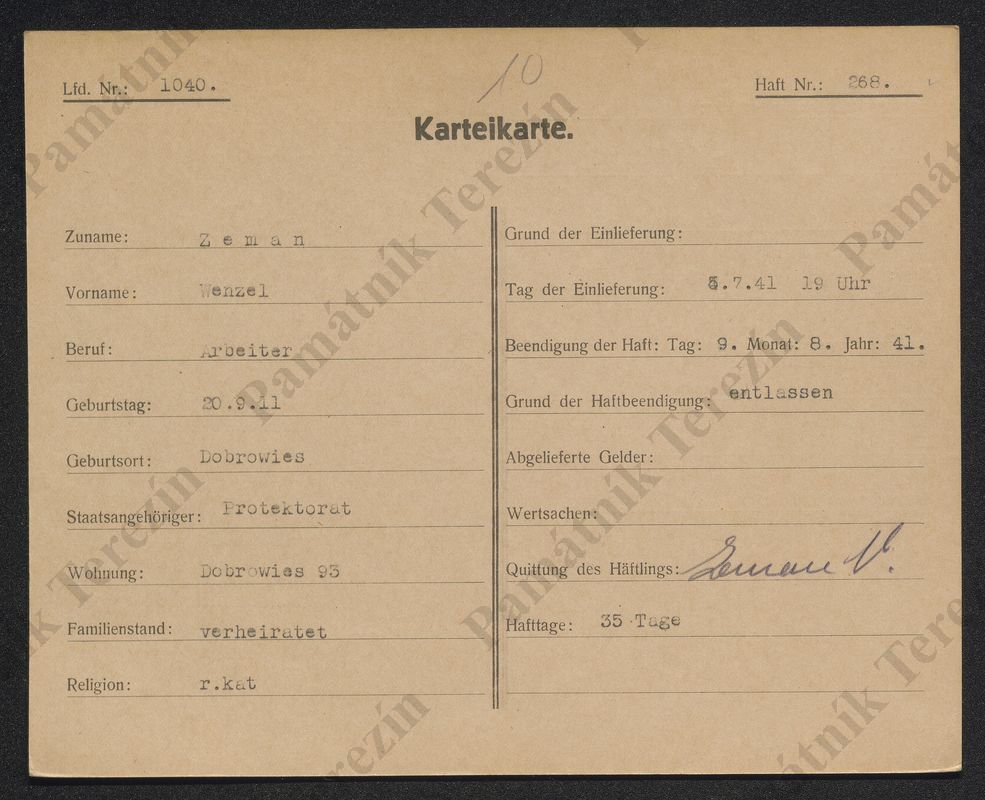 Lfd. Nr.: 1040.
10
Haft Nr.: 268.
Karteikarte.
Zuname: Zeman
Vorname: Wenzel
Beruf: Arbeiter
Geburtstag: 20.9.11
Geburtsort: Dobrowies
Staatsangehöriger: Protektorat
Wohnung: Dobrowies 93
Familienstand: verheiratet
Religion: r.kat
Grund der Einlieferung:
Tag der Einlieferung: 5.7.41 19 Uhr
Beendigung der Haft: Tag: 9. Monat: 8. Jahr: 41.
Grund der Haftbeendigung: entlassen
Abgelieferte Gelder:
Wertsachen:
Quittung des Häftlings: Zeman V.
Hafttage: 35 Tage
Památník Terezín